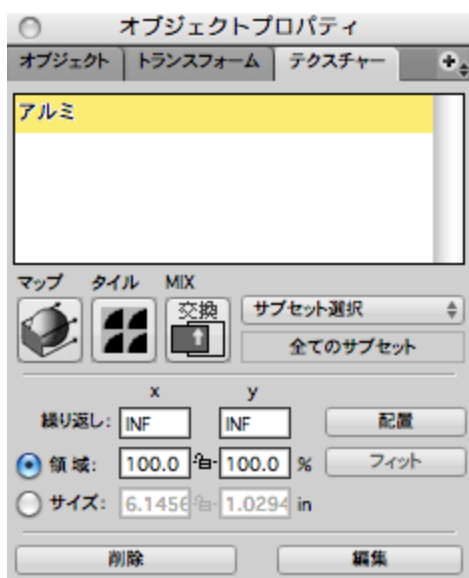 オブジェクトプロパティ
オブジェクト トランスフォーム テクスチャー
アルミ
マップ タイル MIX
交換 サブセット選択
全てのサブセット
x y
繰り返し: INF INF 配置
領域: 100.0 100.0 % フィット
サイズ: 6.1456 1.0294 in
削除 編集